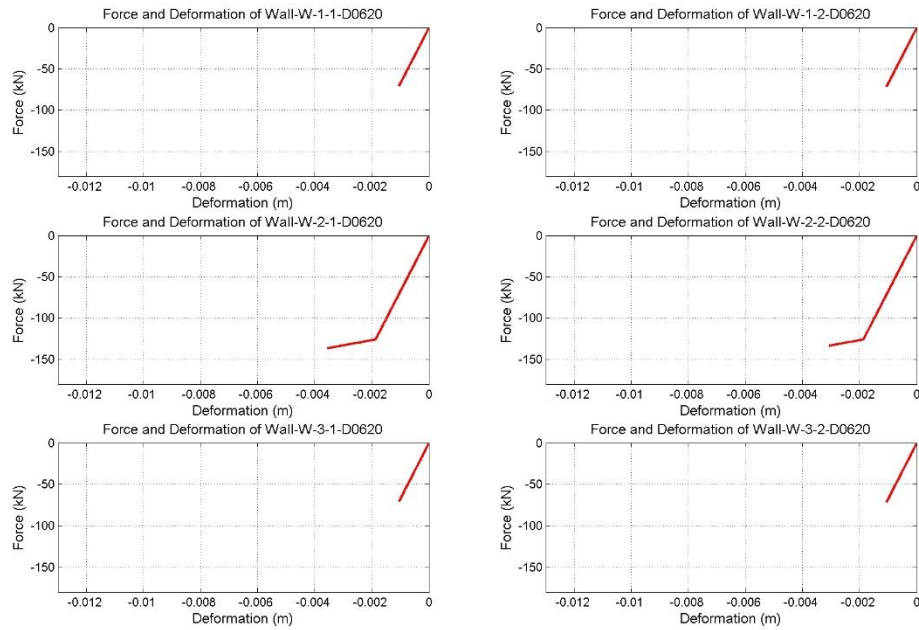 Force and Deformation of Wall-W-1-1-D0620
0
-50
-100
-150
Force (kN)
-0.012 -0.01 -0.008 -0.006 -0.004 -0.002 0
Deformation (m)
Force and Deformation of Wall-W-1-2-D0620
0
-50
-100
-150
Force (kN)
-0.012 -0.01 -0.008 -0.006 -0.004 -0.002 0
Deformation (m)
Force and Deformation of Wall-W-2-1-D0620
0
-50
-100
-150
Force (kN)
-0.012 -0.01 -0.008 -0.006 -0.004 -0.002 0
Deformation (m)
Force and Deformation of Wall-W-2-2-D0620
0
-50
-100
-150
Force (kN)
-0.012 -0.01 -0.008 -0.006 -0.004 -0.002 0
Deformation (m)
Force and Deformation of Wall-W-3-1-D0620
0
-50
-100
-150
Force (kN)
-0.012 -0.01 -0.008 -0.006 -0.004 -0.002 0
Deformation (m)
Force and Deformation of Wall-W-3-2-D0620
0
-50
-100
-150
Force (kN)
-0.012 -0.01 -0.008 -0.006 -0.004 -0.002 0
Deformation (m)